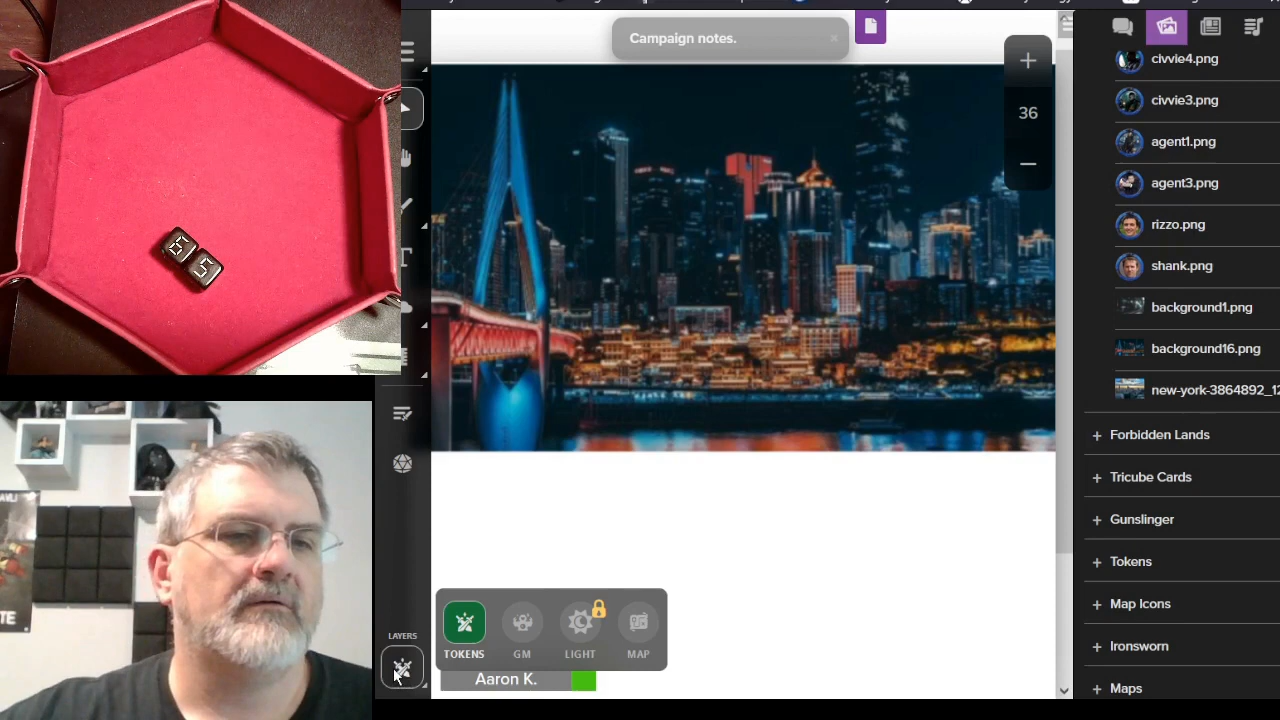 Campaign notes.
36
civvie4.png
civvie3.png
agent1.png
agent3.png
rizzo.png
shank.png
background1.png
background16.png
new-york-3864892_12
Forbidden Lands
Tricube Cards
Gunslinger
Tokens
Map Icons
Ironsworn
Maps
5
LAYERS
TOKENS
GM
LIGHT
MAP
Aaron K.